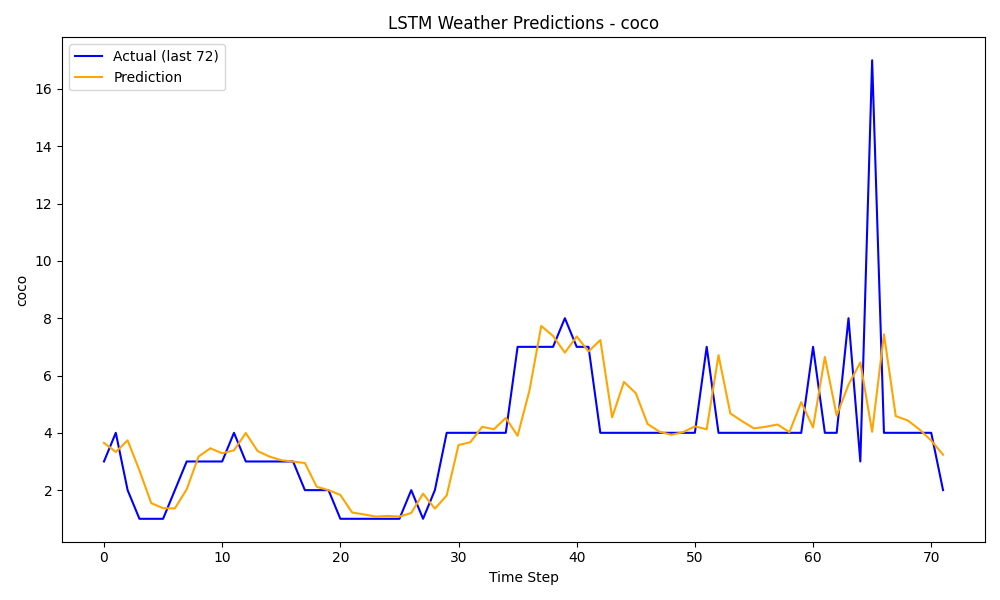 LSTM Weather Predictions - coco
Actual (last 72)
Prediction
16
14
12
10
8
6
4
2
coco
0 10 20 30 40 50 60 70
Time Step